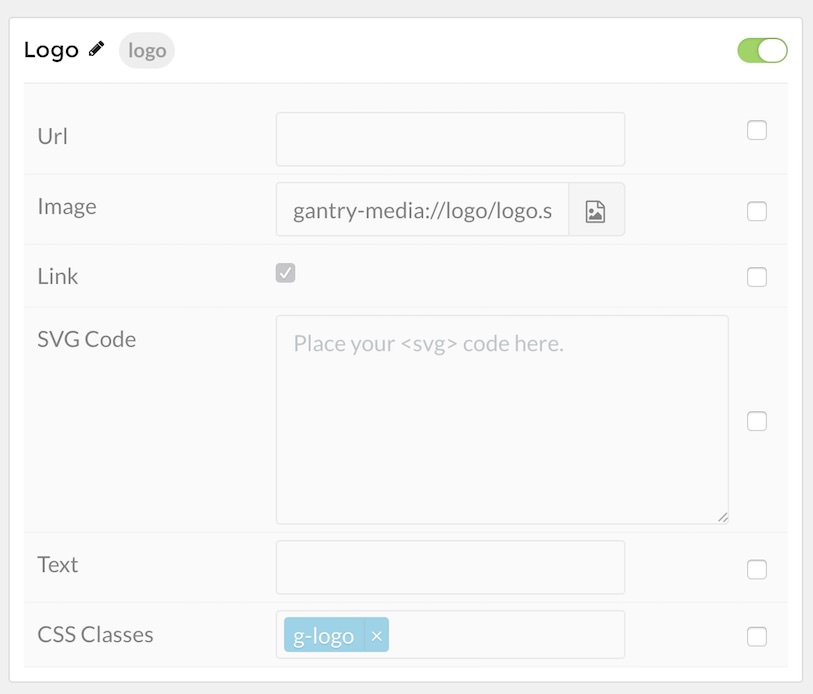 Logo logo
Url
Image gantry-media://logo/logo.s
Link
SVG Code Place your <svg> code here.
Text
CSS Classes g-logo ×